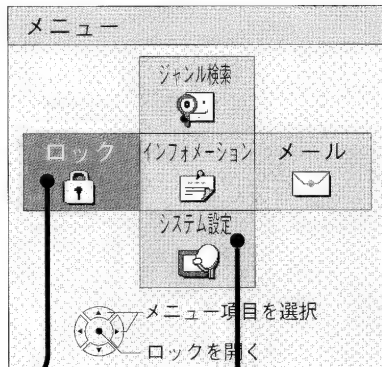 メニュー
ジャンル検索
ロック
インフォメーション
メール
システム設定
メニュー項目を選択
ロックを開く